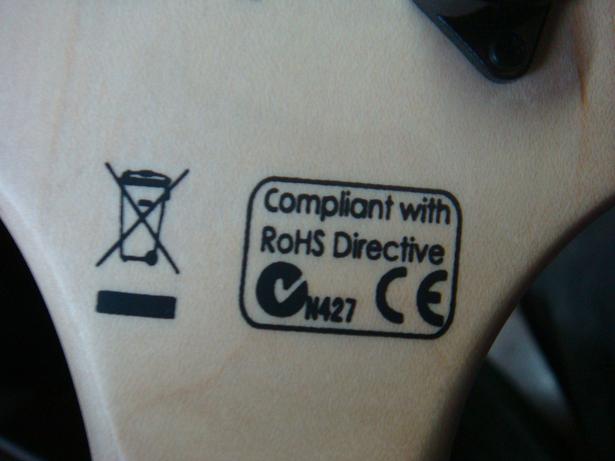 Compliant with
RoHS Directive
N427 CE